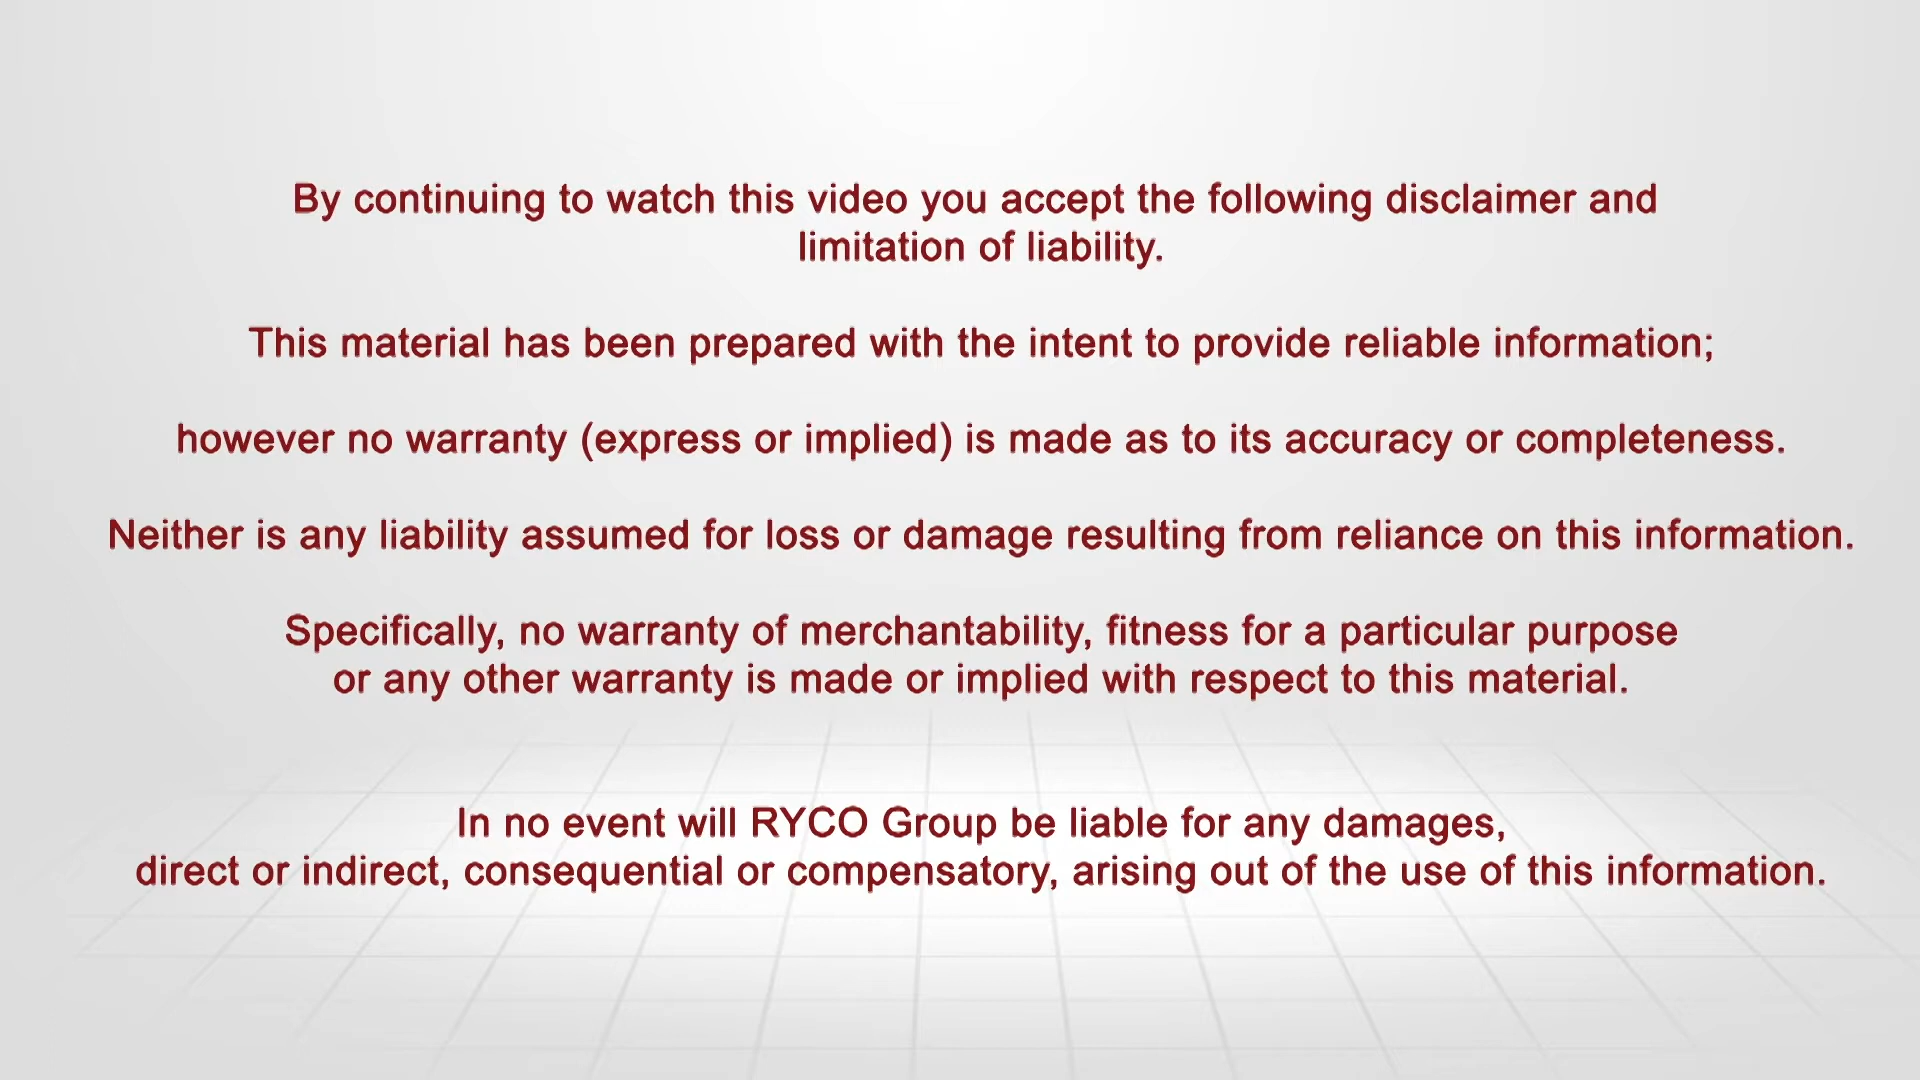 By continuing to watch this video you accept the following disclaimer and
limitation of liability.
This material has been prepared with the intent to provide reliable information;
however no warranty (express or implied) is made as to its accuracy or completeness.
Neither is any liability assumed for loss or damage resulting from reliance on this information.
Specifically, no warranty of merchantability, fitness for a particular purpose
or any other warranty is made or implied with respect to this material.
In no event will RYCO Group be liable for any damages,
direct or indirect, consequential or compensatory, arising out of the use of this information.